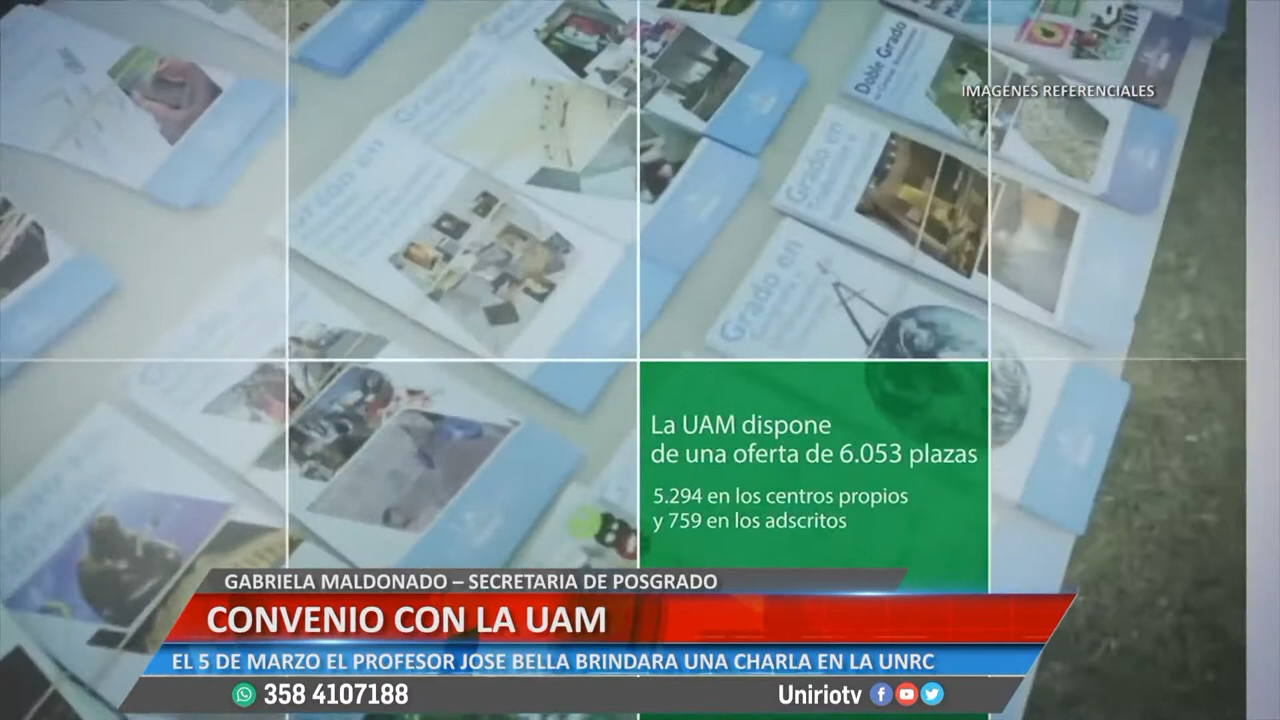 Doble Grado
IMAGENES REFERENCIALES
Grado en
Grado en
Grado en
La UAM dispone
de una oferta de 6.053 plazas
5.294 en los centros propios
y 759 en los adscritos
GABRIELA MALDONADO – SECRETARIA DE POSGRADO
CONVENIO CON LA UAM
EL 5 DE MARZO EL PROFESOR JOSE BELLA BRINDARA UNA CHARLA EN LA UNRC
358 4107188
Uniriotv